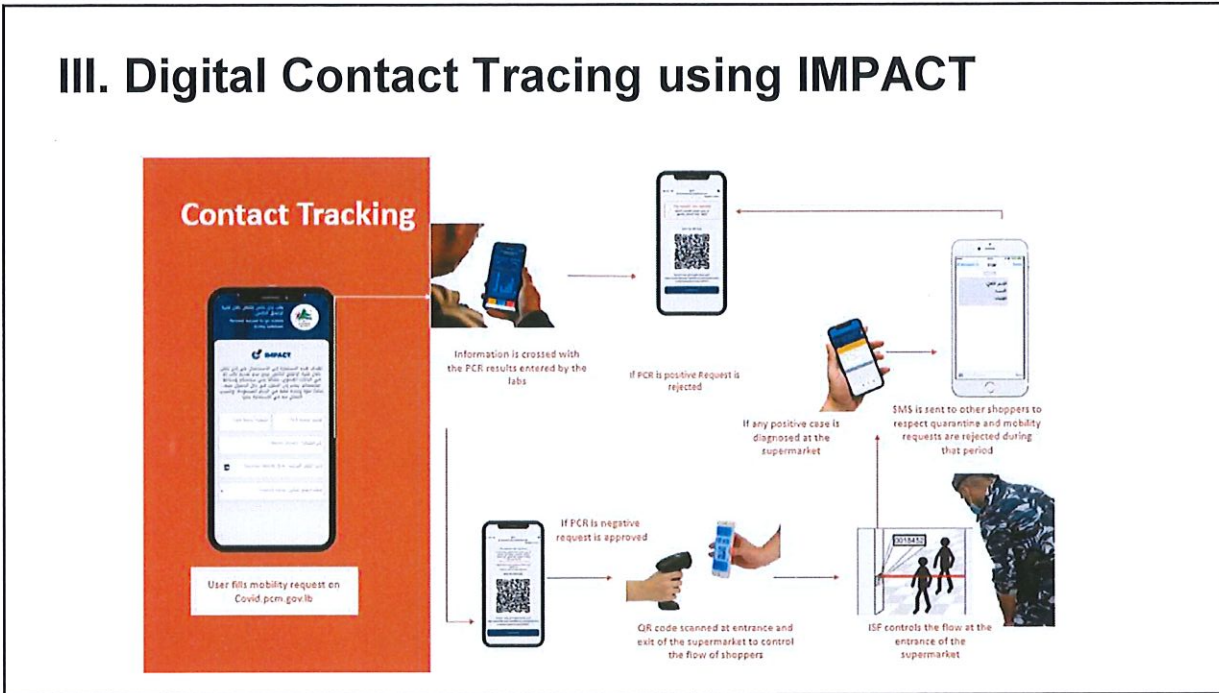 III. Digital Contact Tracing using IMPACT
Contact Tracking
IMPACT
User fills mobility request on
Covid.pcm.gov.lb
Information is crossed with
the PCR results entered by the
labs
If PCR is positive Request is
rejected
If PCR is negative
request is approved
QR code scanned at entrance and
exit of the supermarket to control
the flow of shoppers
0018452
ISF controls the flow at the
entrance of the
supermarket
If any positive case is
diagnosed at the
supermarket
SMS is sent to other shoppers to
respect quarantine and mobility
requests are rejected during
that period